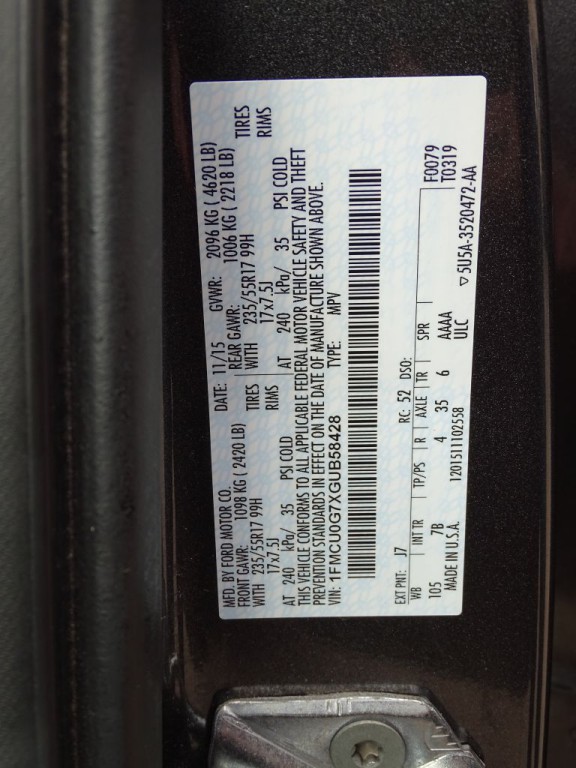 MFD. BY FORD MOTOR CO. DATE: 11/15 GVWR: 2096 KG ( 4620 LB)
FRONT GAWR: 1098 KG ( 2420 LB) REAR GAWR: 1006 KG ( 2218 LB)
WITH 235/55R17 99H TIRES WITH 235/55R17 99H TIRES
17x7.5J RIMS 17x7.5J RIMS
AT 240 kPa/ 35 PSI COLD AT 240 kPa/ 35 PSI COLD
THIS VEHICLE CONFORMS TO ALL APPLICABLE FEDERAL MOTOR VEHICLE SAFETY AND THEFT
PREVENTION STANDARDS IN EFFECT ON THE DATE OF MANUFACTURE SHOWN ABOVE.
VIN: 1FMCU0G7XGUB58428 TYPE: MPV
EXT PNT: J7 RC: 52 DSO:
WB INT TR TP/PS R AXLE TR SPR F0079
105 7B 4 35 6 AAAA T0319
ULC
MADE IN U.S.A. 1201511102558 ▽5U5A-3520472-AA